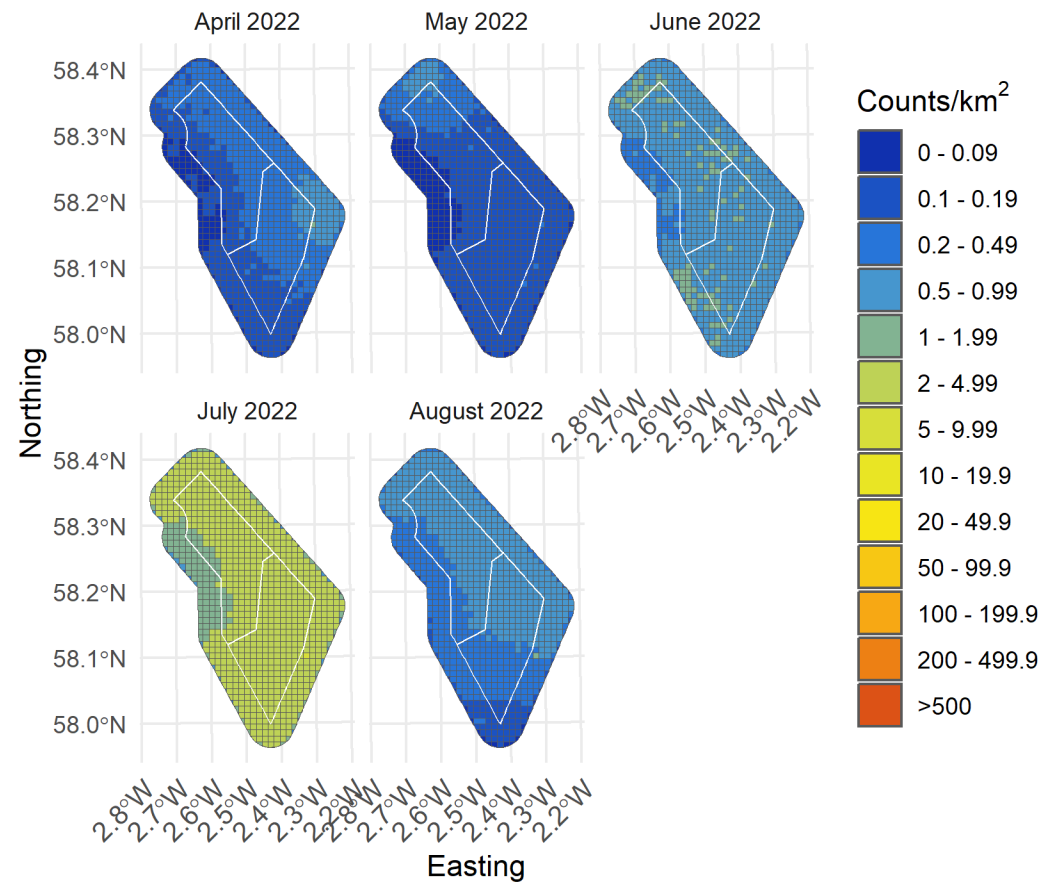 April 2022
May 2022
June 2022
58.4°N
58.3°N
58.2°N
58.1°N
58.0°N
2.8°W
2.7°W
2.6°W
2.5°W
2.4°W
2.3°W
2.2°W
July 2022
August 2022
58.4°N
58.3°N
58.2°N
58.1°N
58.0°N
2.8°W
2.7°W
2.6°W
2.5°W
2.4°W
2.3°W
2.2°W
2.8°W
2.7°W
2.6°W
2.5°W
2.4°W
2.3°W
2.2°W
Northing
Easting
Counts/km²
0 - 0.09
0.1 - 0.19
0.2 - 0.49
0.5 - 0.99
1 - 1.99
2 - 4.99
5 - 9.99
10 - 19.9
20 - 49.9
50 - 99.9
100 - 199.9
200 - 499.9
>500